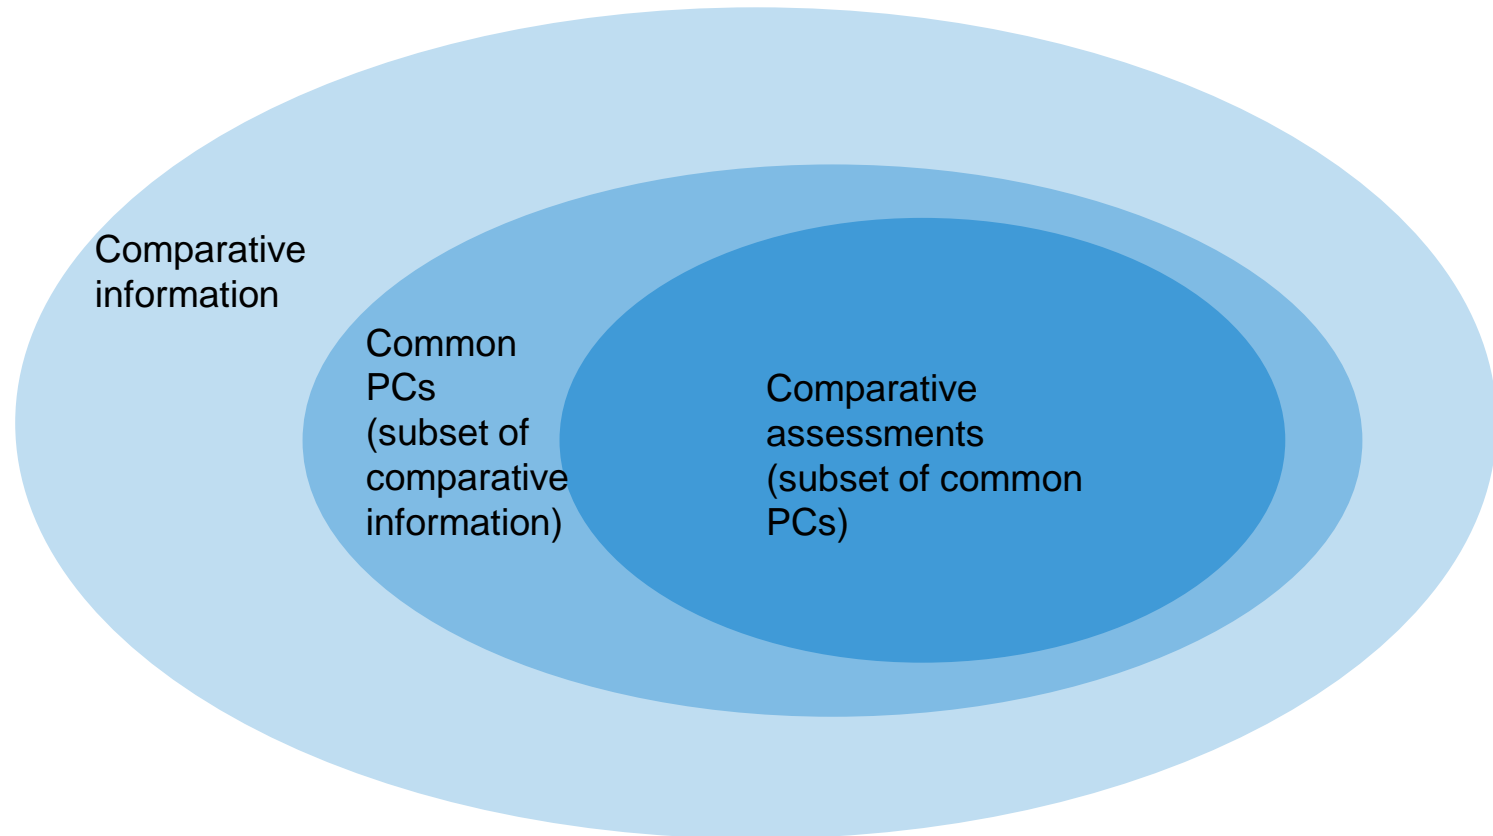 Comparative
information
Common
PCs
(subset of
comparative
information)
Comparative
assessments
(subset of common
PCs)